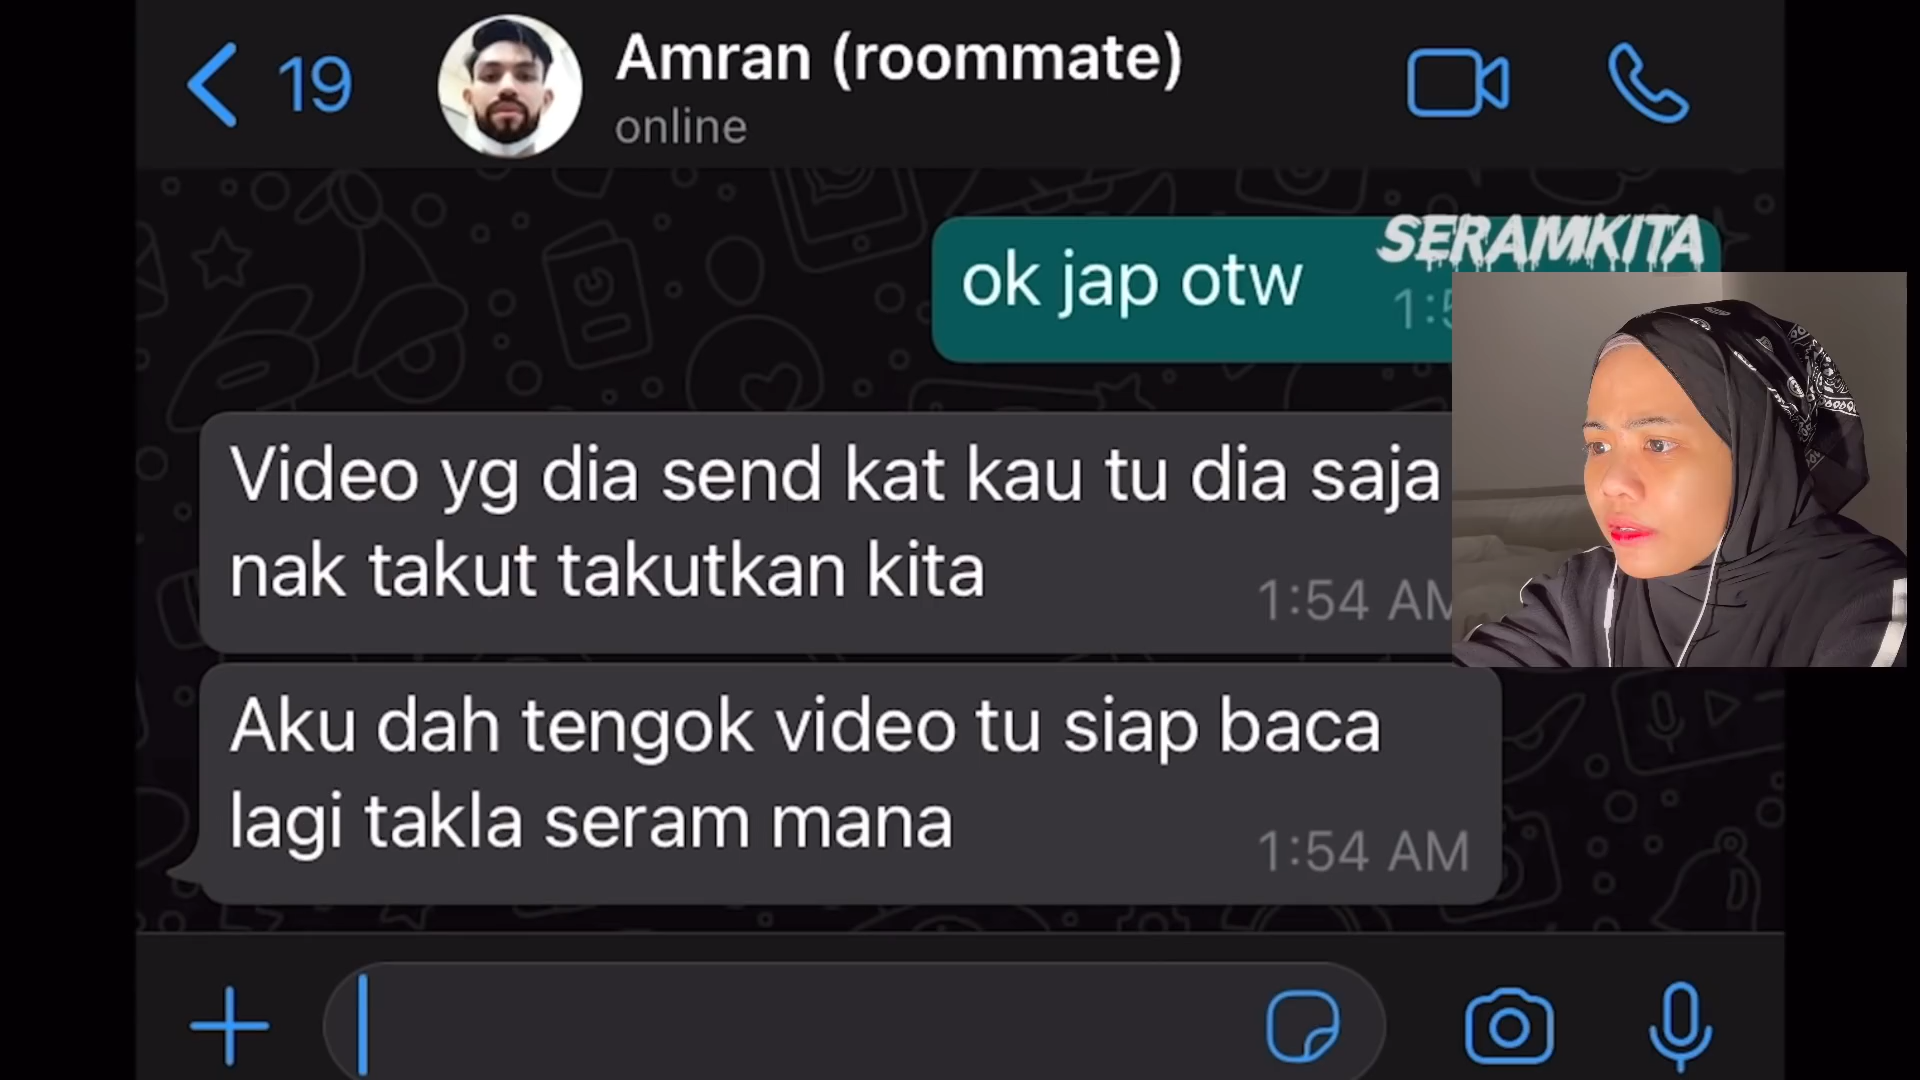 19
Amran (roommate)
online
SERAMKITA
ok jap otw
Video yg dia send kat kau tu dia saja
nak takut takutkan kita
1:54 AM
Aku dah tengok video tu siap baca
lagi takla seram mana
1:54 AM